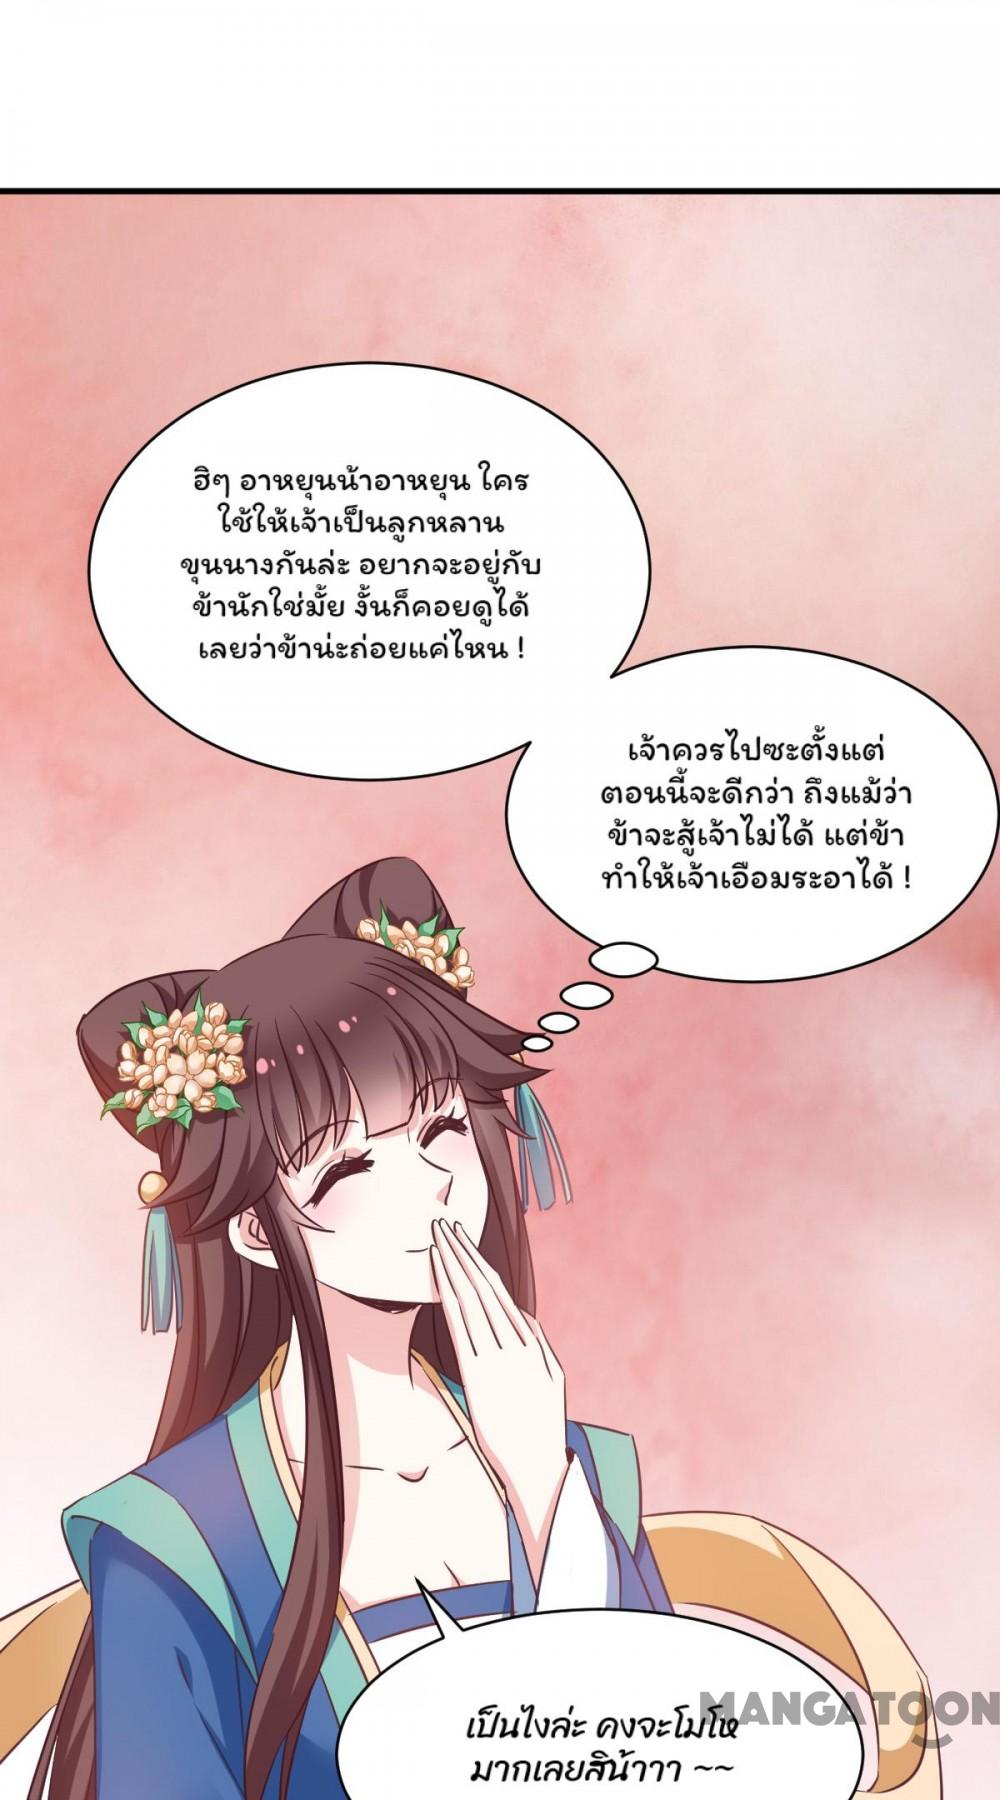 ฮิๆ อาหยุนน้าอาหยุน ใคร
ใช้ให้เจ้าเป็นลูกหลาน
ขุนนางกันล่ะ อยากจะอยู่กับ
ข้านักใช่มั้ย งั้นก็คอยดูได้
เลยว่าข้าน่ะถ่อยแค่ไหน !
เจ้าควรไปซะตั้งแต่
ตอนนี้จะดีกว่า ถึงแม้ว่า
ข้าจะสู้เจ้าไม่ได้ แต่ข้า
ทำให้เจ้าเอือมระอาได้ !
เป็นไงล่ะ คงจะโมโห
มากเลยสิน้าาา ~~
MANGATOON